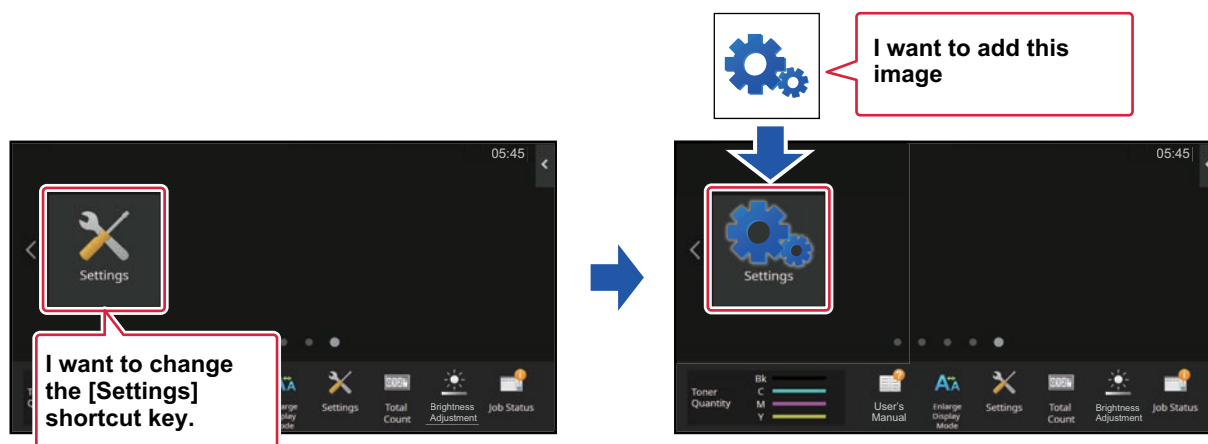 I want to add this
image
05:45
Settings
I want to change
the [Settings]
shortcut key.
Settings
Total
Count
Brightness
Adjustment
Job Status
05:45
Settings
Toner
Quantity
Bk
C
M
Y
User's
Manual
Enlarge
Display
Mode
Settings
Total
Count
Brightness
Adjustment
Job Status